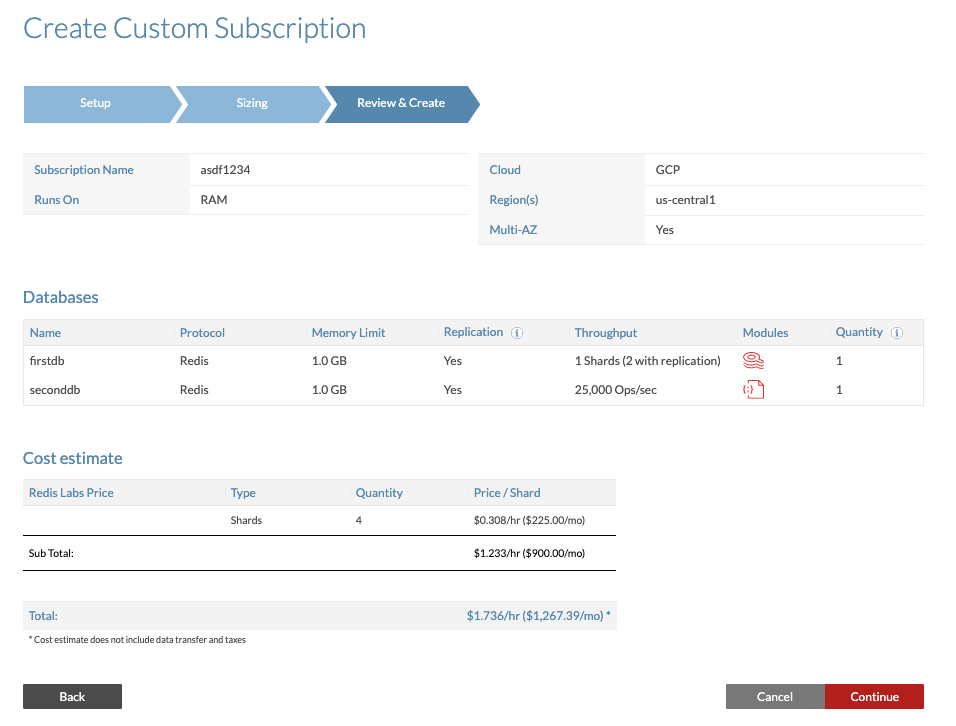 Create Custom Subscription
Setup Sizing Review & Create
Subscription Name asdf1234
Runs On RAM
Cloud GCP
Region(s) us-central1
Multi-AZ Yes
Databases
Name Protocol Memory Limit Replication i Throughput Modules Quantity i
firstdb Redis 1.0 GB Yes 1 Shards (2 with replication) 1
seconddb Redis 1.0 GB Yes 25,000 Ops/sec {;} 1
Cost estimate
Redis Labs Price Type Quantity Price / Shard
Shards 4 $0.308/hr ($225.00/mo)
Sub Total: $1.233/hr ($900.00/mo)
Total: $1.736/hr ($1,267.39/mo) *
* Cost estimate does not include data transfer and taxes
Back Cancel Continue